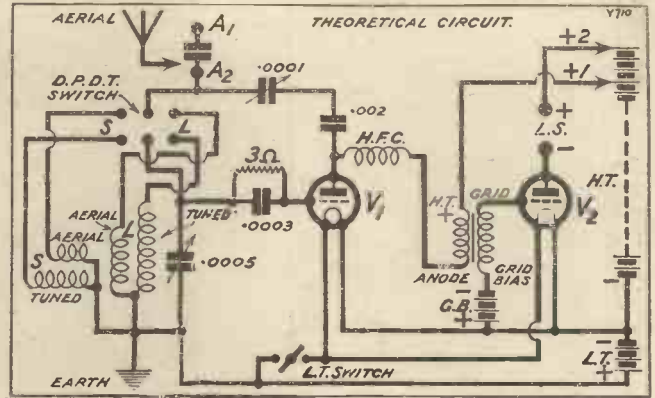 AERIAL
A1
A2
THEORETICAL CIRCUIT.
Y710
D.P.D.T.
SWITCH
S
L
.0001
.002
+2
+1
+
L.S.
-
H.F.C.
3Ω
.0003
V1
H.T.
+
GRID
V2
H.T.
AERIAL
L
TUNED
AERIAL
S
TUNED
.0005
ANODE
GRID
BIAS
-
G.B.
+
-
-
L.T.
+
L.T. SWITCH
EARTH